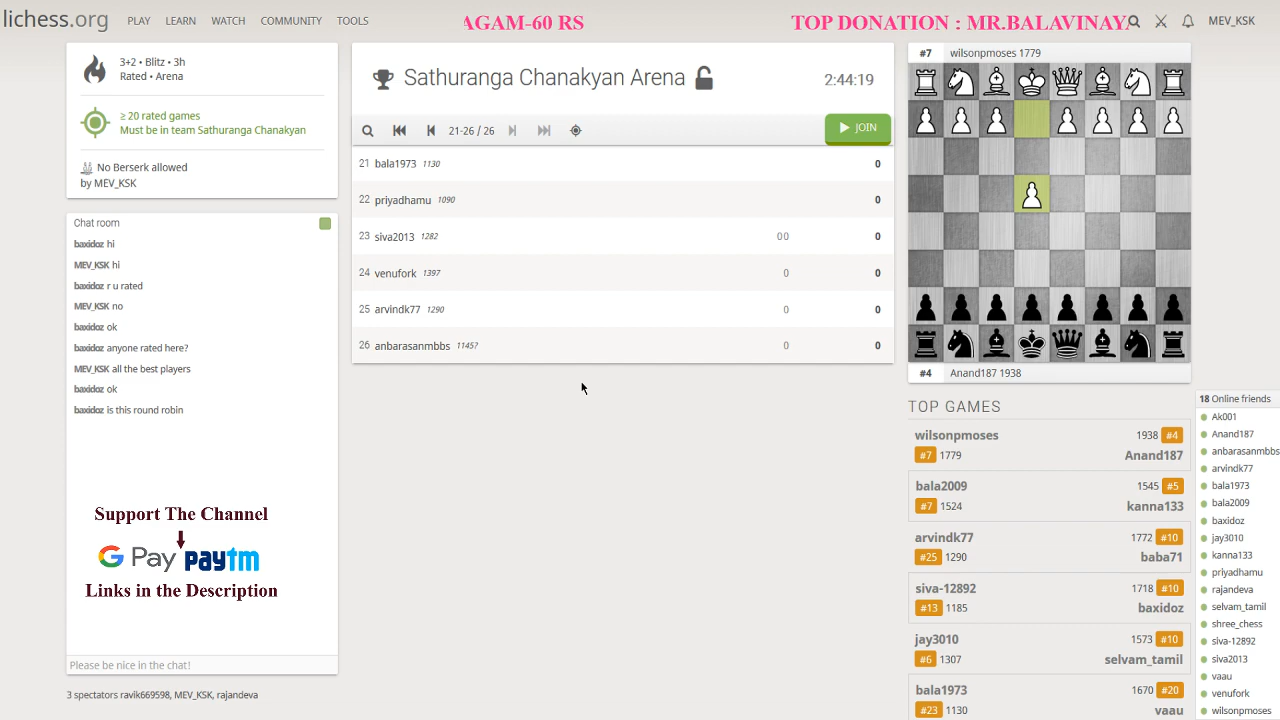 lichess.org PLAY LEARN WATCH COMMUNITY TOOLS AGAM-60 RS TOP DONATION : MR.BALAVINAY MEV_KSK
3+2 • Blitz • 3h
Rated • Arena
≥ 20 rated games
Must be in team Sathuranga Chanakyan
No Berserk allowed
by MEV_KSK
Chat room
baxidoz hi
MEV_KSK hi
baxidoz r u rated
MEV_KSK no
baxidoz ok
baxidoz anyone rated here?
MEV_KSK all the best players
baxidoz ok
baxidoz is this round robin
Support The Channel
G Pay paytm
Links in the Description
Please be nice in the chat!
3 spectators ravik669598, MEV_KSK, rajandeva
Sathuranga Chanakyan Arena 2:44:19
21-26 / 26 JOIN
21 bala1973 1130 0
22 priyadhamu 1090 0
23 siva2013 1282 00 0
24 venufork 1397 0 0
25 arvindk77 1290 0 0
26 anbarasanmbbs 11457 0 0
#7 wilsonpmoses 1779
#4 Anand187 1938
TOP GAMES
wilsonpmoses 1938 #4
#7 1779 Anand187
bala2009 1545 #5
#7 1524 kanna133
arvindk77 1772 #10
#25 1290 baba71
siva-12892 1718 #10
#13 1185 baxidoz
jay3010 1573 #10
#6 1307 selvam_tamil
bala1973 1670 #20
#23 1130 vaau
18 Online friends
Ak001
Anand187
anbarasanmbbs
arvindk77
bala1973
bala2009
baxidoz
jay3010
kanna133
priyadhamu
rajandeva
selvam_tamil
shree_chess
siva-12892
siva2013
vaau
venufork
wilsonpmoses